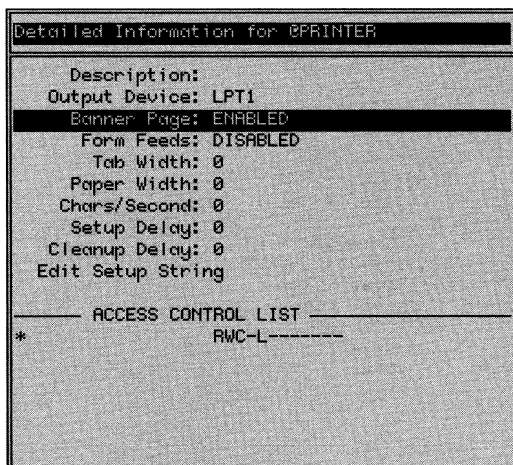 Detailed Information for @PRINTER
Description:
Output Device: LPT1
Banner Page: ENABLED
Form Feeds: DISABLED
Tab Width: 0
Paper Width: 0
Chars/Second: 0
Setup Delay: 0
Cleanup Delay: 0
Edit Setup String
ACCESS CONTROL LIST
* RWC-L-------